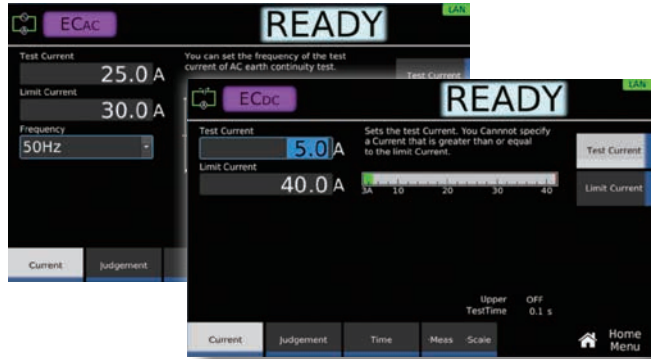 ECAC
READY
LAN
Test Current
25.0 A
Limit Current
30.0 A
Frequency
50Hz
You can set the frequency of the test
current of AC earth continuity test.
Test Current
Current
Judgement
ECDC
READY
LAN
Test Current
5.0 A
Limit Current
40.0 A
Sets the test Current. You Cannnot specify
a Current that is greater than or equal
to the limit Current.
3A 10 20 30 40
Test Current
Limit Current
Upper OFF
TestTime 0.1 s
Current
Judgement
Time
Meas Scale
Home
Menu